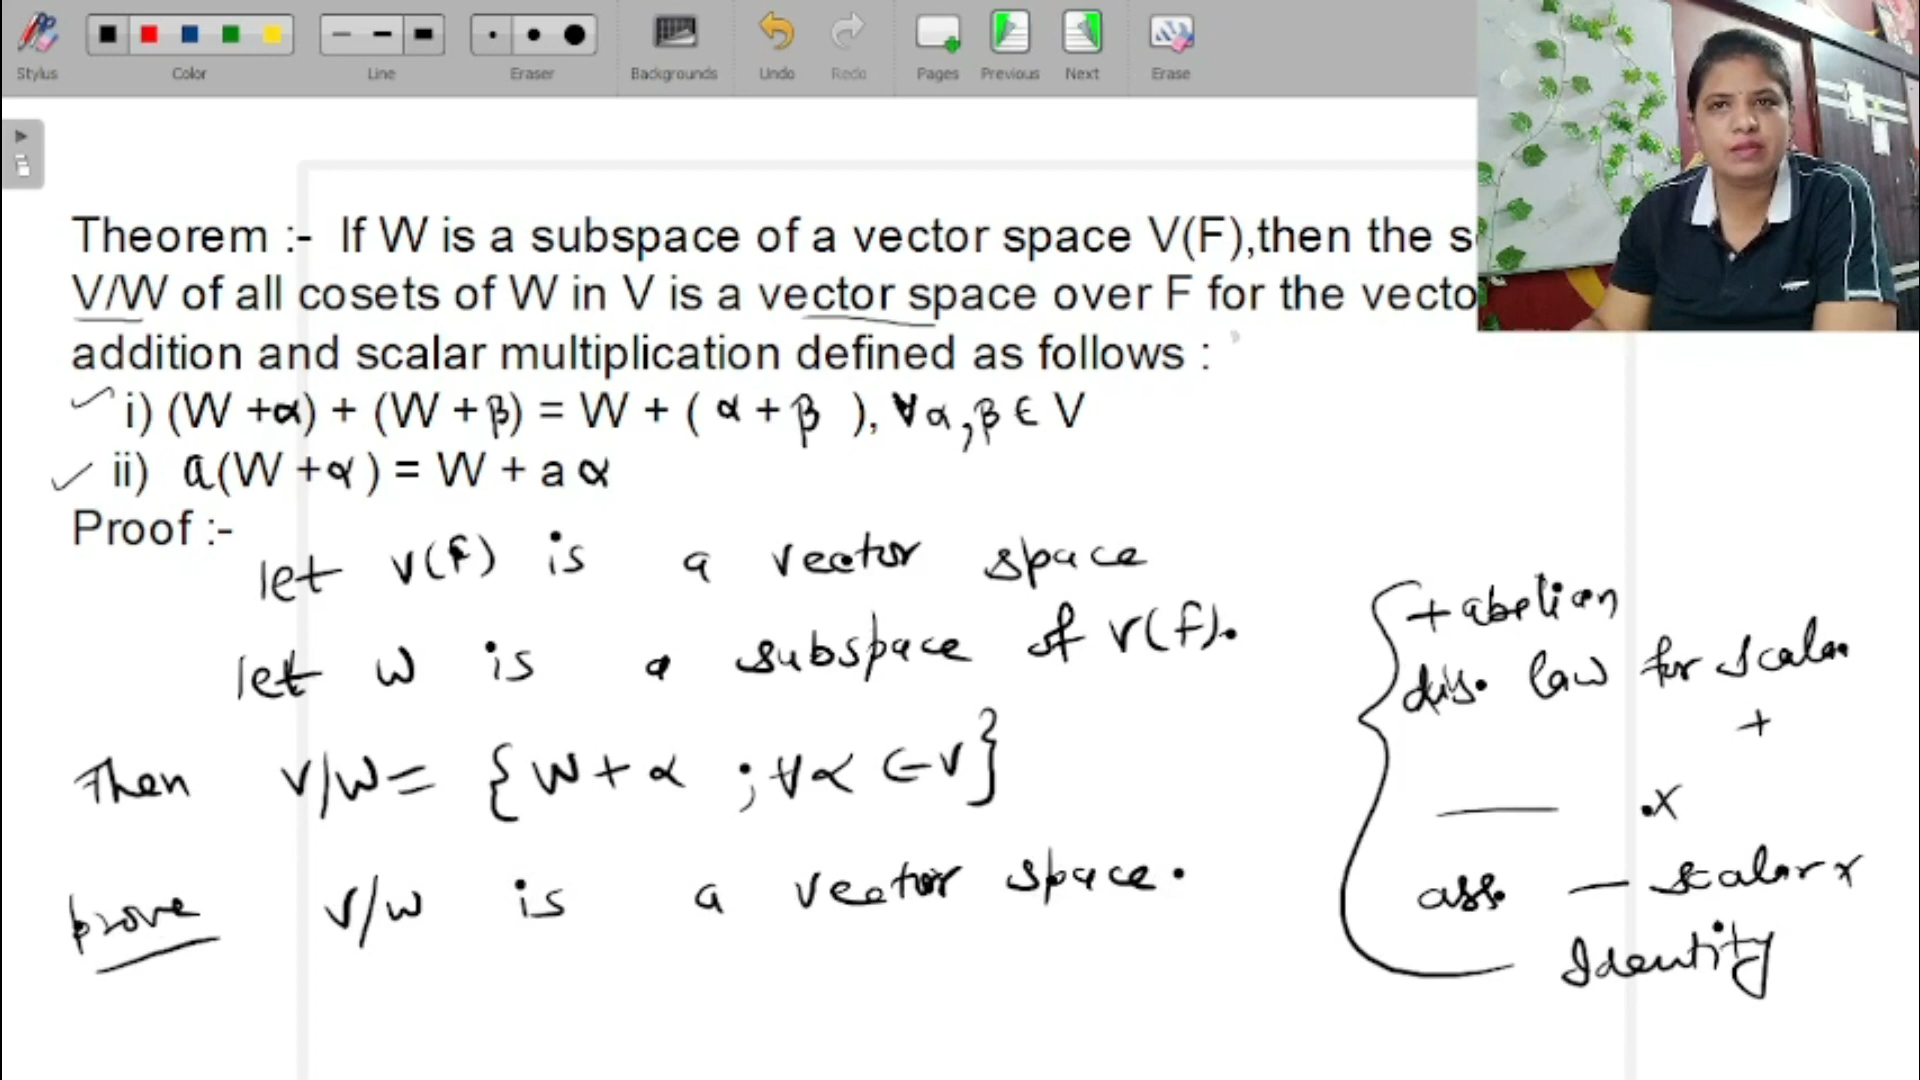 Stylus
Color
Line
Eraser
Backgrounds
Undo
Redo
Pages
Previous
Next
Erase
Theorem :- If W is a subspace of a vector space V(F),then the s
V/W of all cosets of W in V is a vector space over F for the vecto
addition and scalar multiplication defined as follows :
i) (W +α) + (W + β) = W + ( α + β ), ∀α,β ∈ V
ii) a(W +α ) = W + a α
Proof :-
let V(F) is a vector space
let W is a subspace of V(F).
Then V/W = {W + α ; ∀α ∈ V}
prove V/W is a vector space.
+ abelian
dis. law for scalar
+
— .x
ass. — scalar x
Identity